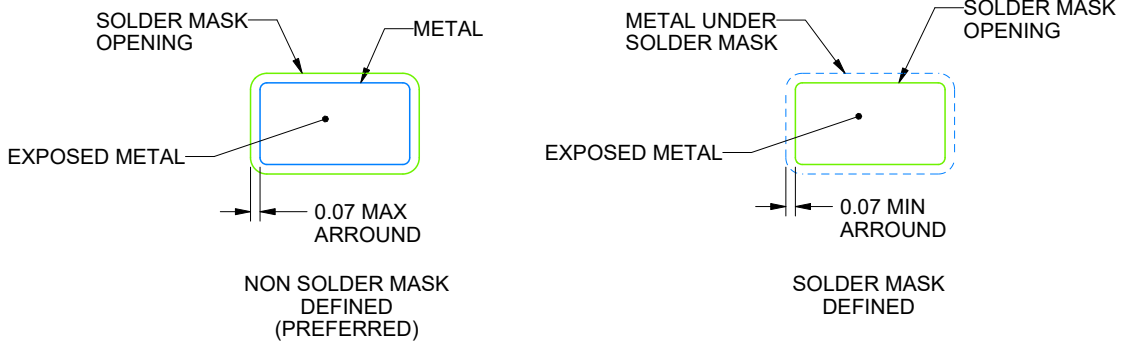 SOLDER MASK
OPENING
METAL
EXPOSED METAL
0.07 MAX
ARROUND
NON SOLDER MASK
DEFINED
(PREFERRED)
METAL UNDER
SOLDER MASK
SOLDER MASK
OPENING
EXPOSED METAL
0.07 MIN
ARROUND
SOLDER MASK
DEFINED